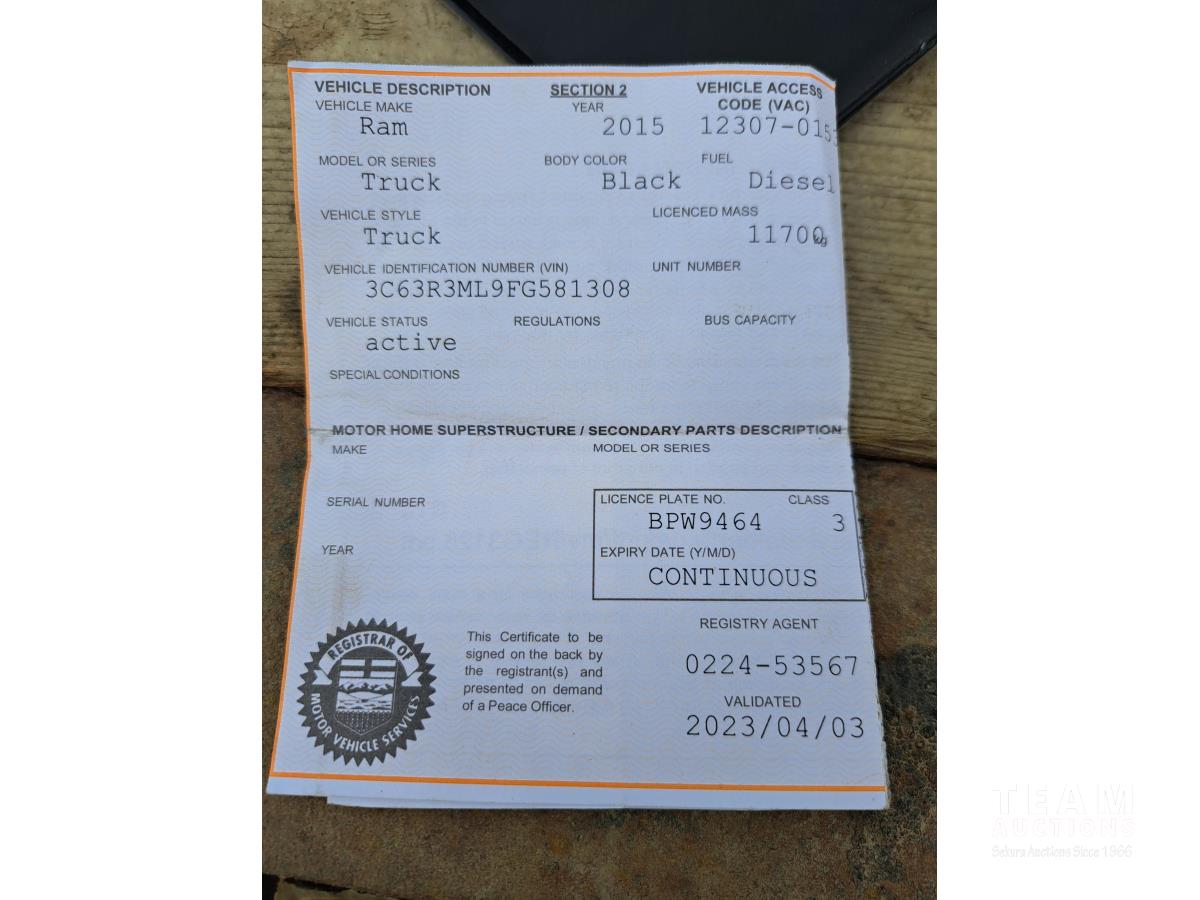 VEHICLE DESCRIPTION SECTION 2 VEHICLE ACCESS
CODE (VAC)
VEHICLE MAKE YEAR
Ram 2015 12307-0153
MODEL OR SERIES BODY COLOR FUEL
Truck Black Diesel
VEHICLE STYLE LICENCED MASS
Truck 11700 kg
VEHICLE IDENTIFICATION NUMBER (VIN) UNIT NUMBER
3C63R3ML9FG581308
VEHICLE STATUS REGULATIONS BUS CAPACITY
active
SPECIAL CONDITIONS
MOTOR HOME SUPERSTRUCTURE / SECONDARY PARTS DESCRIPTION
MAKE MODEL OR SERIES
SERIAL NUMBER
LICENCE PLATE NO. CLASS
BPW9464 3
YEAR
EXPIRY DATE (Y/M/D)
CONTINUOUS
REGISTRAR OF
MOTOR VEHICLE SERVICES
This Certificate to be
signed on the back by
the registrant(s) and
presented on demand
of a Peace Officer.
REGISTRY AGENT
0224-53567
VALIDATED
2023/04/03
TEAM
AUCTIONS
Sekura Auctions Since 1966